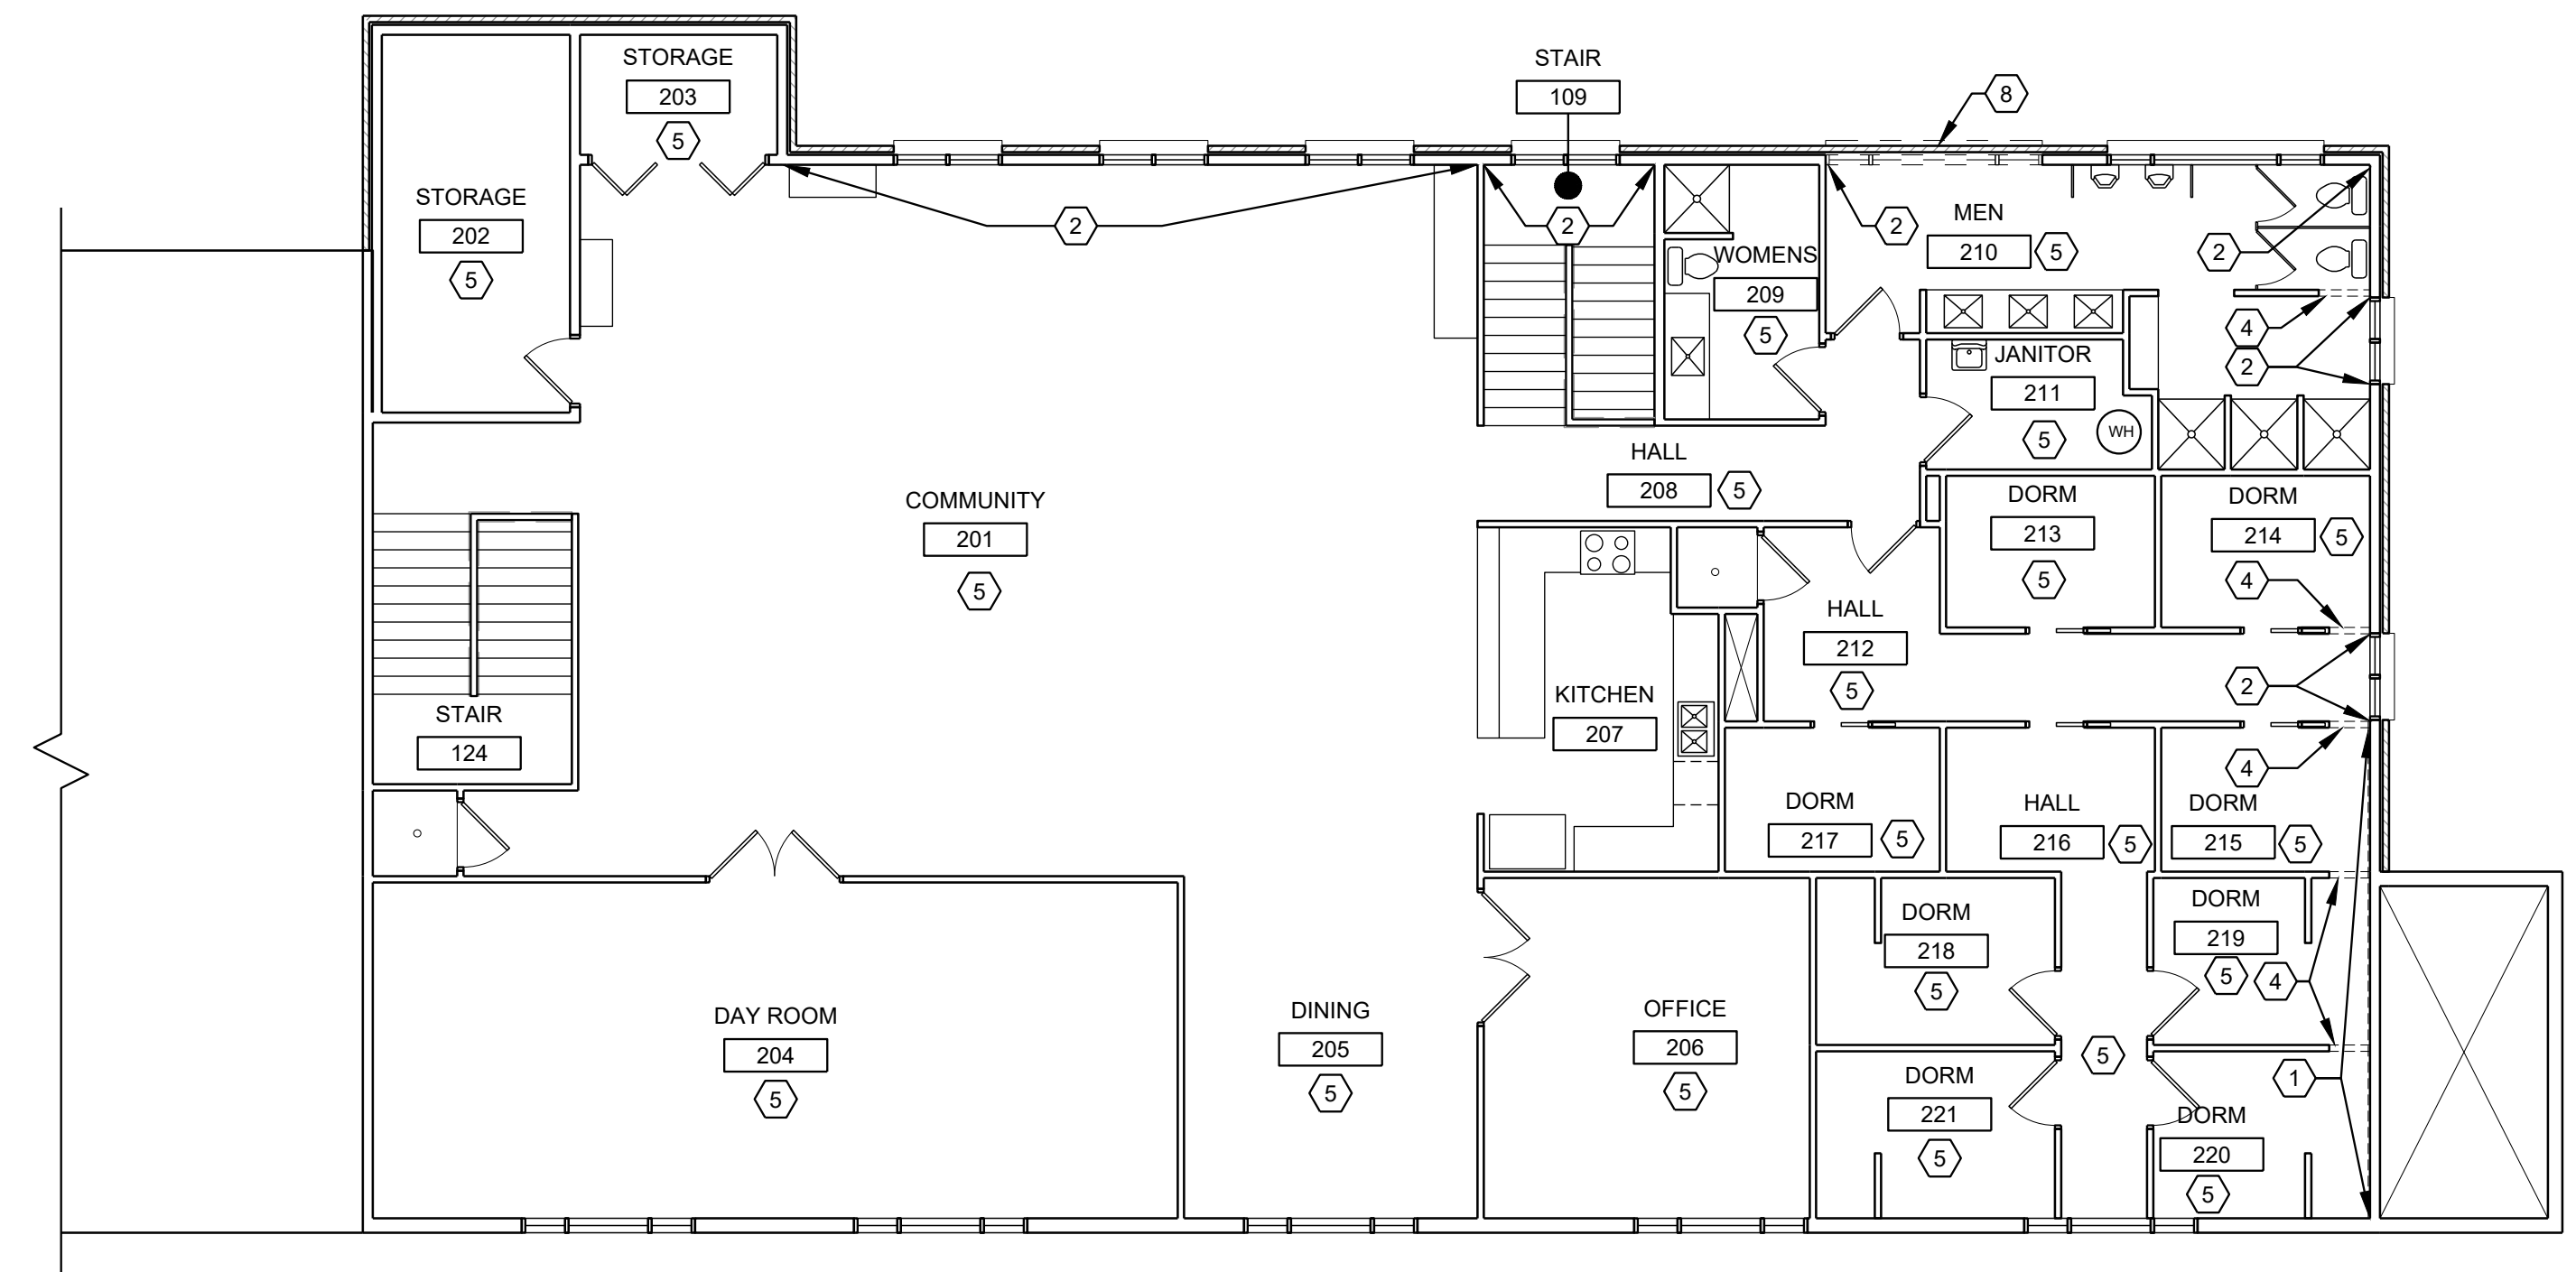 STORAGE
203
5
STAIR
109
8
STORAGE
202
5
2
2
2
MEN
210
5
2
WOMENS
209
5
4
2
JANITOR
211
5
WH
HALL
208
5
COMMUNITY
201
5
DORM
213
5
DORM
214
5
4
HALL
212
5
2
KITCHEN
207
STAIR
124
4
DORM
217
5
HALL
216
5
DORM
215
5
DORM
218
5
DORM
219
5
4
DAY ROOM
204
5
DINING
205
5
OFFICE
206
5
5
1
DORM
221
5
DORM
220
5